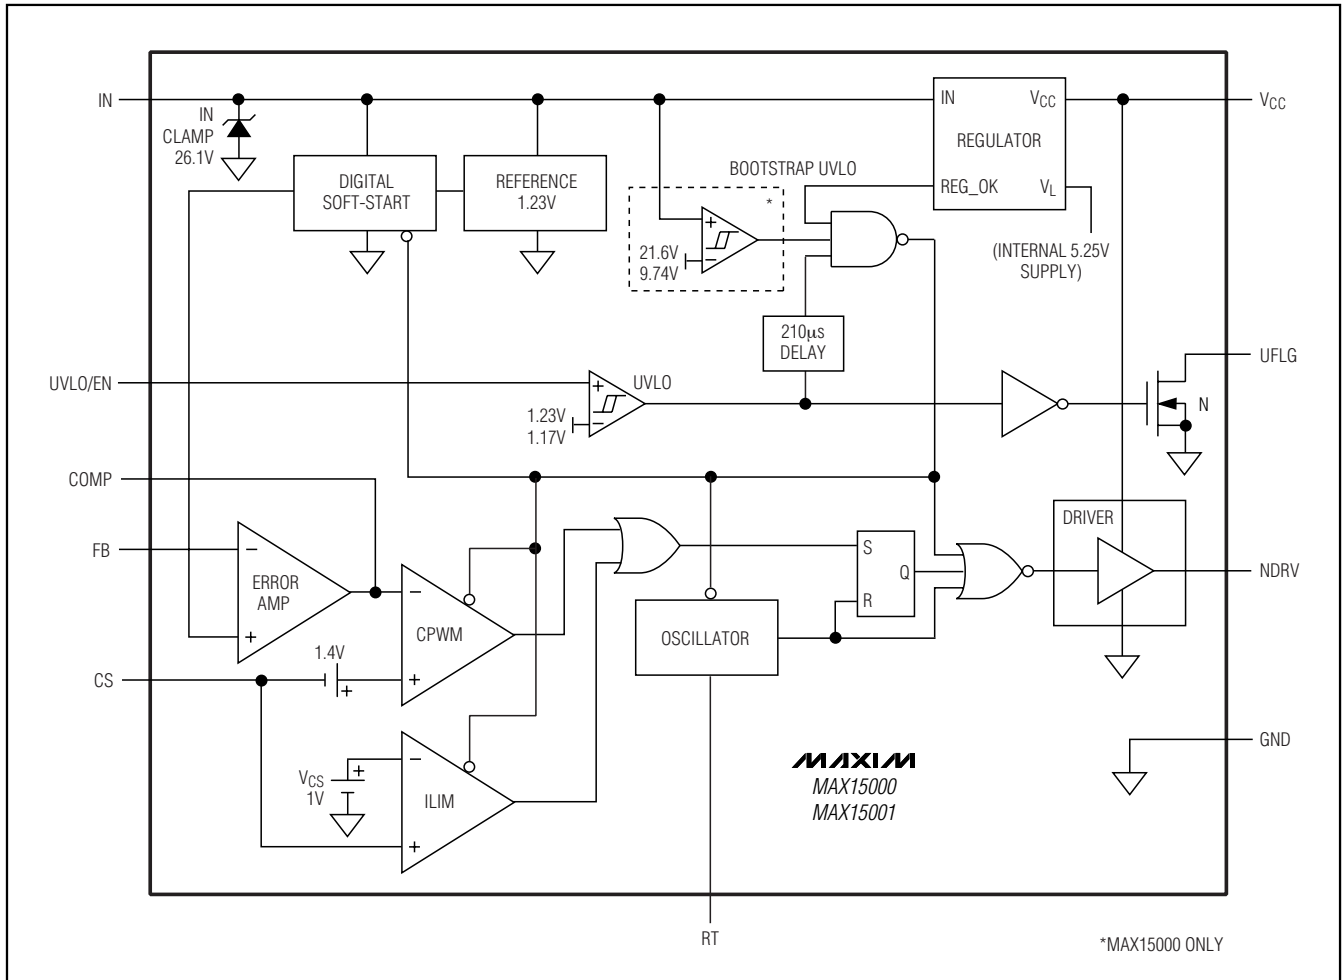 IN
IN
CLAMP
26.1V
DIGITAL
SOFT-START
REFERENCE
1.23V
BOOTSTRAP UVLO
*
+
−
21.6V
9.74V
IN
VCC
REGULATOR
REG_OK
VL
VCC
(INTERNAL 5.25V
SUPPLY)
210µs
DELAY
UVLO/EN
UVLO
+
−
1.23V
1.17V
UFLG
N
COMP
FB
−
ERROR
AMP
+
−
CPWM
+
1.4V
+
CS
S
Q
R
OSCILLATOR
DRIVER
NDRV
VCS
1V
+
−
ILIM
+
MAXIM
MAX15000
MAX15001
GND
RT
*MAX15000 ONLY